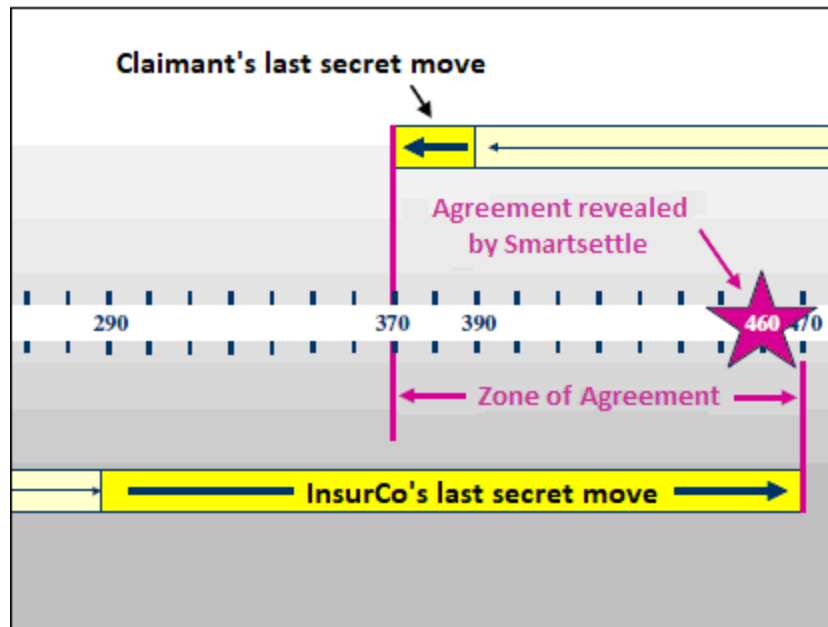 Claimant's last secret move
Agreement revealed
by Smartsettle
290 370 390 460 470
Zone of Agreement
InsurCo's last secret move